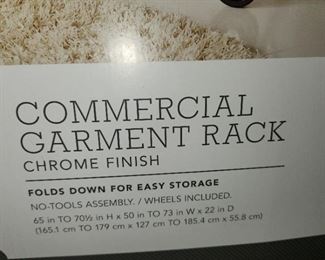 COMMERCIAL
GARMENT RACK
CHROME FINISH
FOLDS DOWN FOR EASY STORAGE
NO-TOOLS ASSEMBLY. / WHEELS INCLUDED.
65 in TO 70½ in H x 50 in TO 73 in W x 22 in D
(165.1 cm TO 179 cm x 127 cm TO 185.4 cm x 55.8 cm)